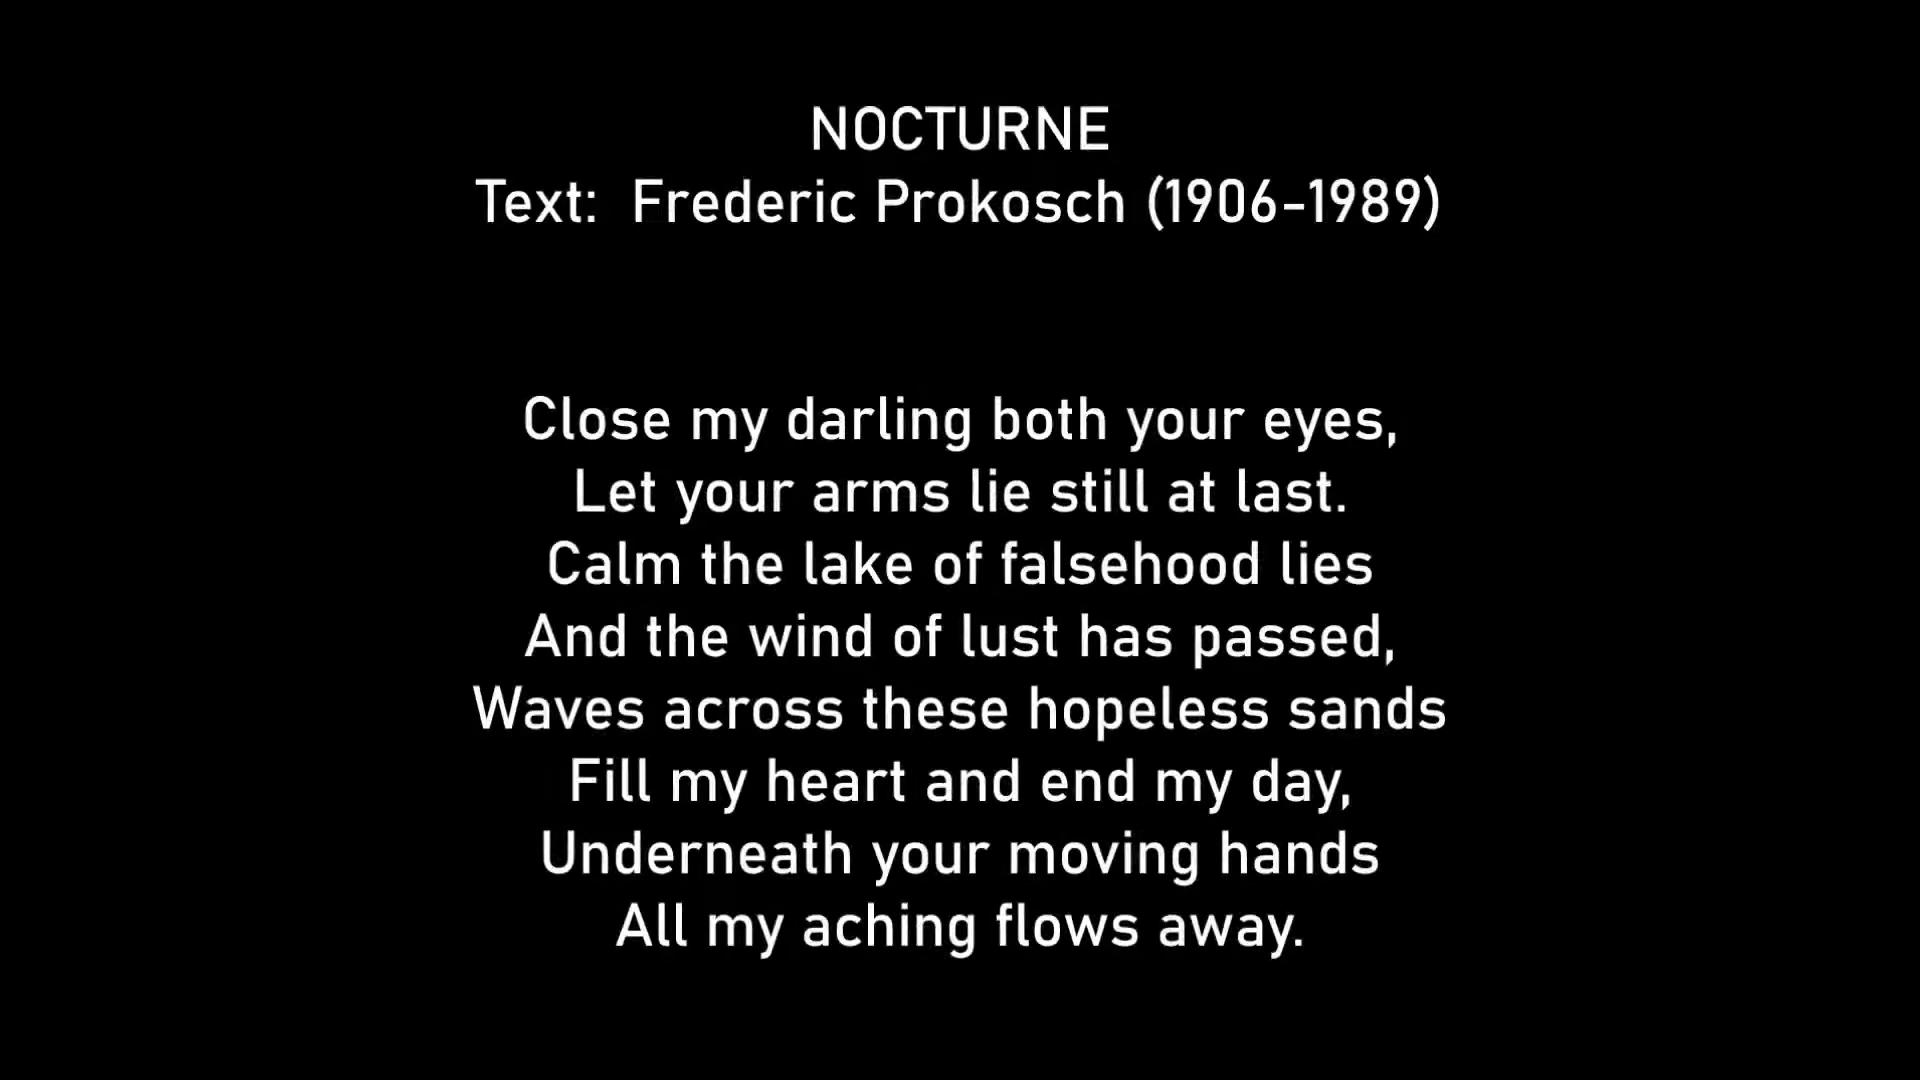 NOCTURNE
Text: Frederic Prokosch (1906-1989)
Close my darling both your eyes,
Let your arms lie still at last.
Calm the lake of falsehood lies
And the wind of lust has passed,
Waves across these hopeless sands
Fill my heart and end my day,
Underneath your moving hands
All my aching flows away.